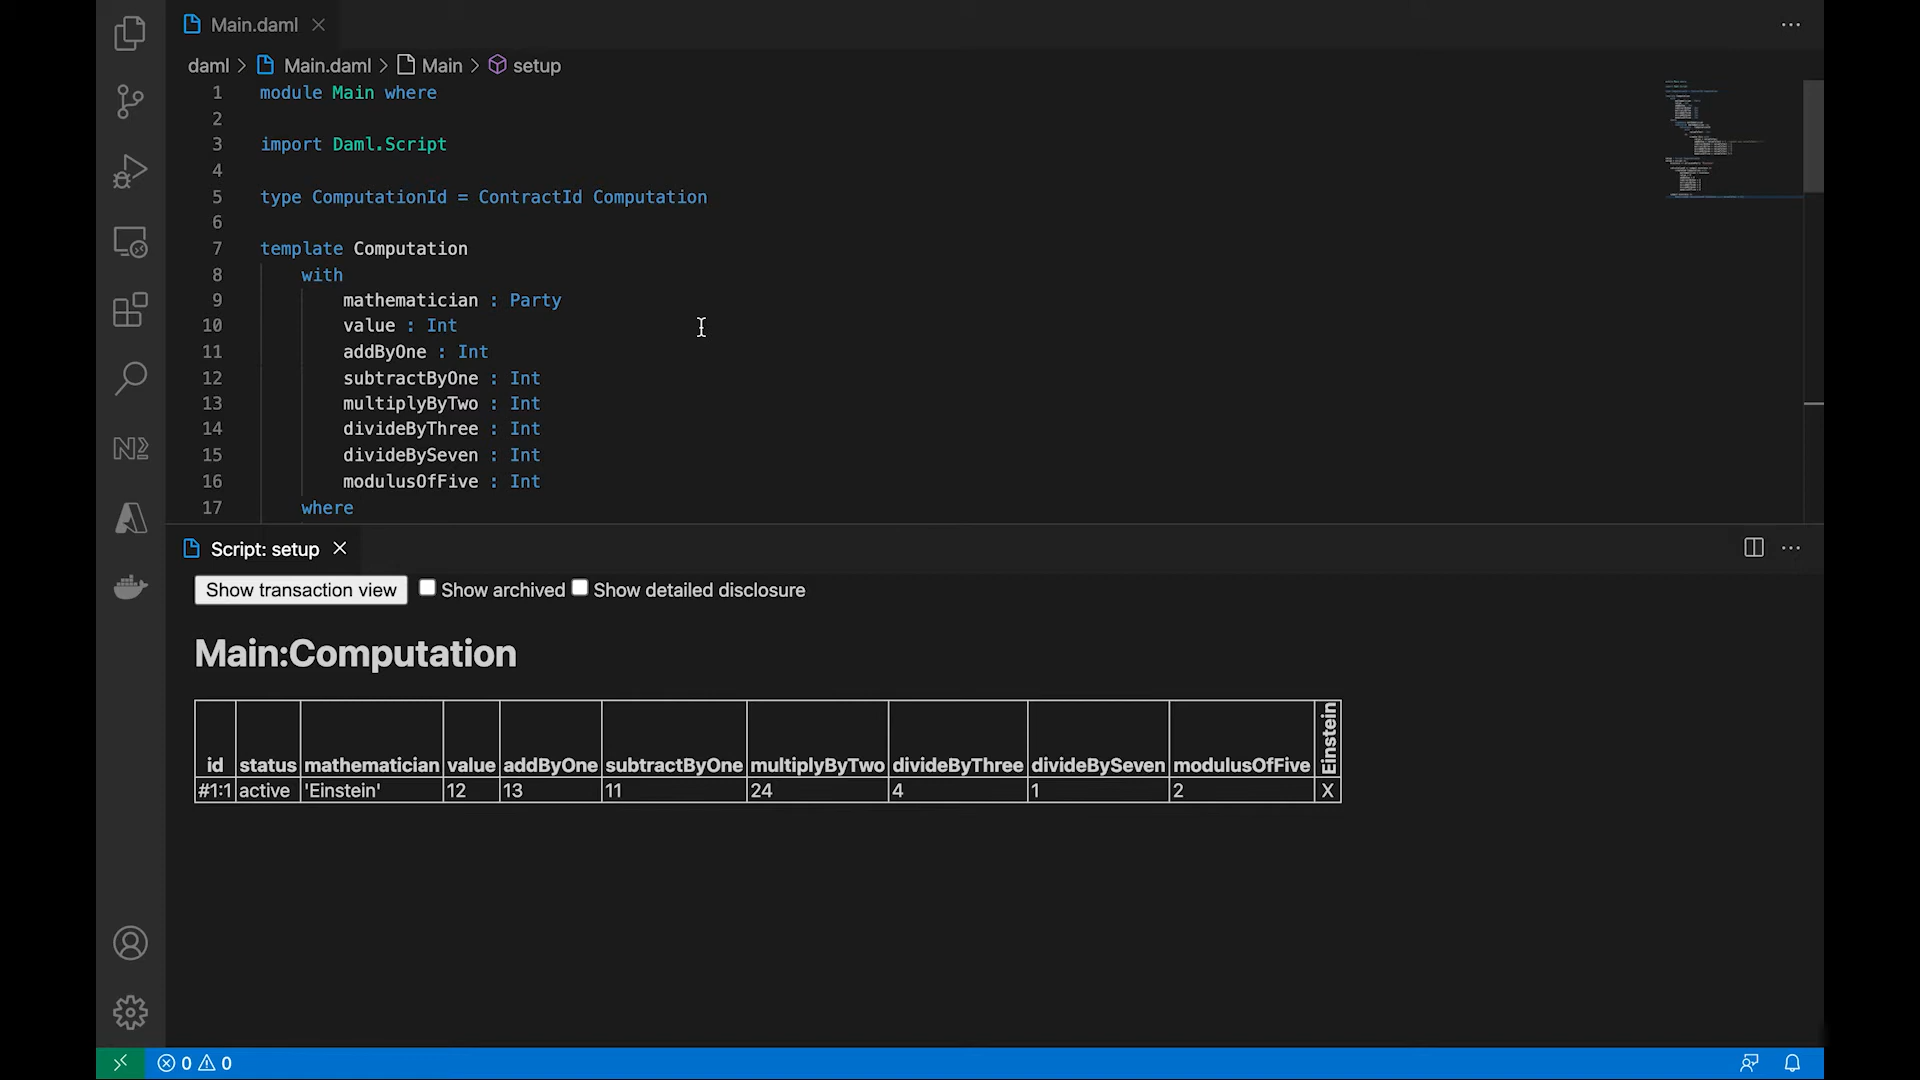 Main.daml
daml > Main.daml > Main > setup
1 module Main where
2
3 import Daml.Script
4
5 type ComputationId = ContractId Computation
6
7 template Computation
8 with
9 mathematician : Party
10 value : Int
11 addByOne : Int
12 subtractByOne : Int
13 multiplyByTwo : Int
14 divideByThree : Int
15 divideBySeven : Int
16 modulusOfFive : Int
17 where
Script: setup
Show transaction view Show archived Show detailed disclosure
Main:Computation
id status mathematician value addByOne subtractByOne multiplyByTwo divideByThree divideBySeven modulusOfFive Einstein
#1:1 active 'Einstein' 12 13 11 24 4 1 2 X
0 0